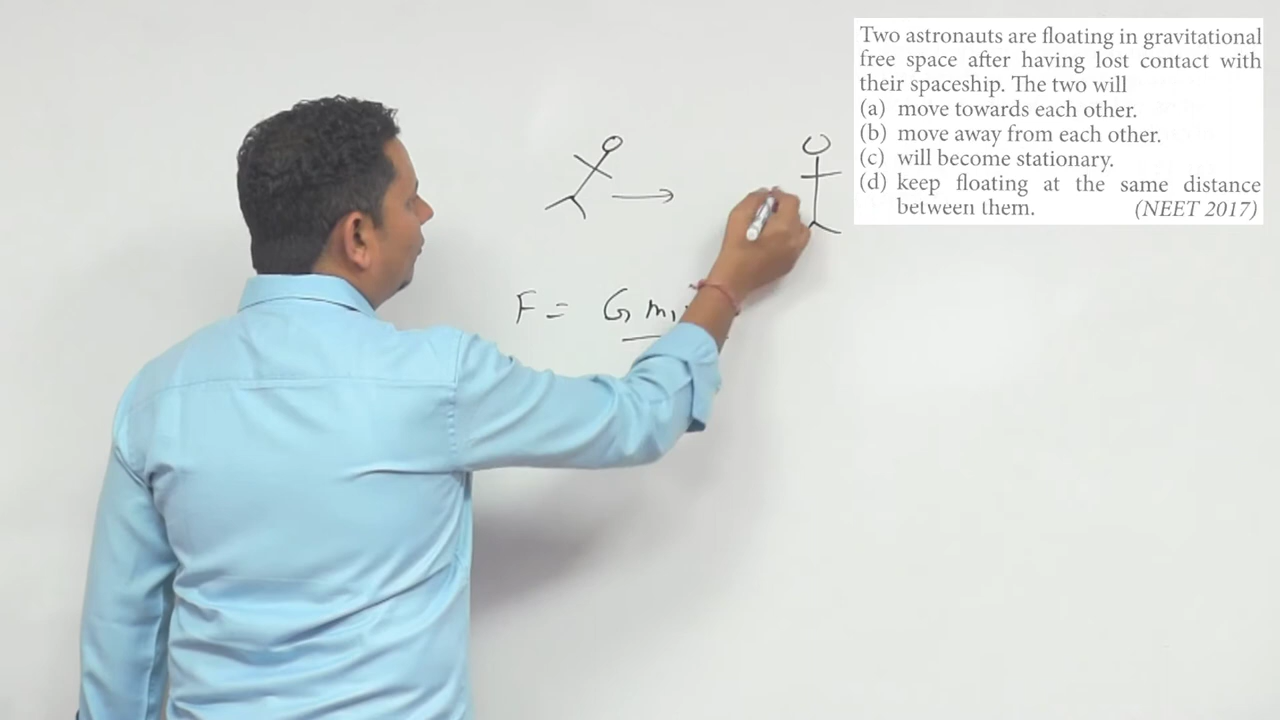 Two astronauts are floating in gravitational
free space after having lost contact with
their spaceship. The two will
(a) move towards each other.
(b) move away from each other.
(c) will become stationary.
(d) keep floating at the same distance
between them. (NEET 2017)
F = G m₁